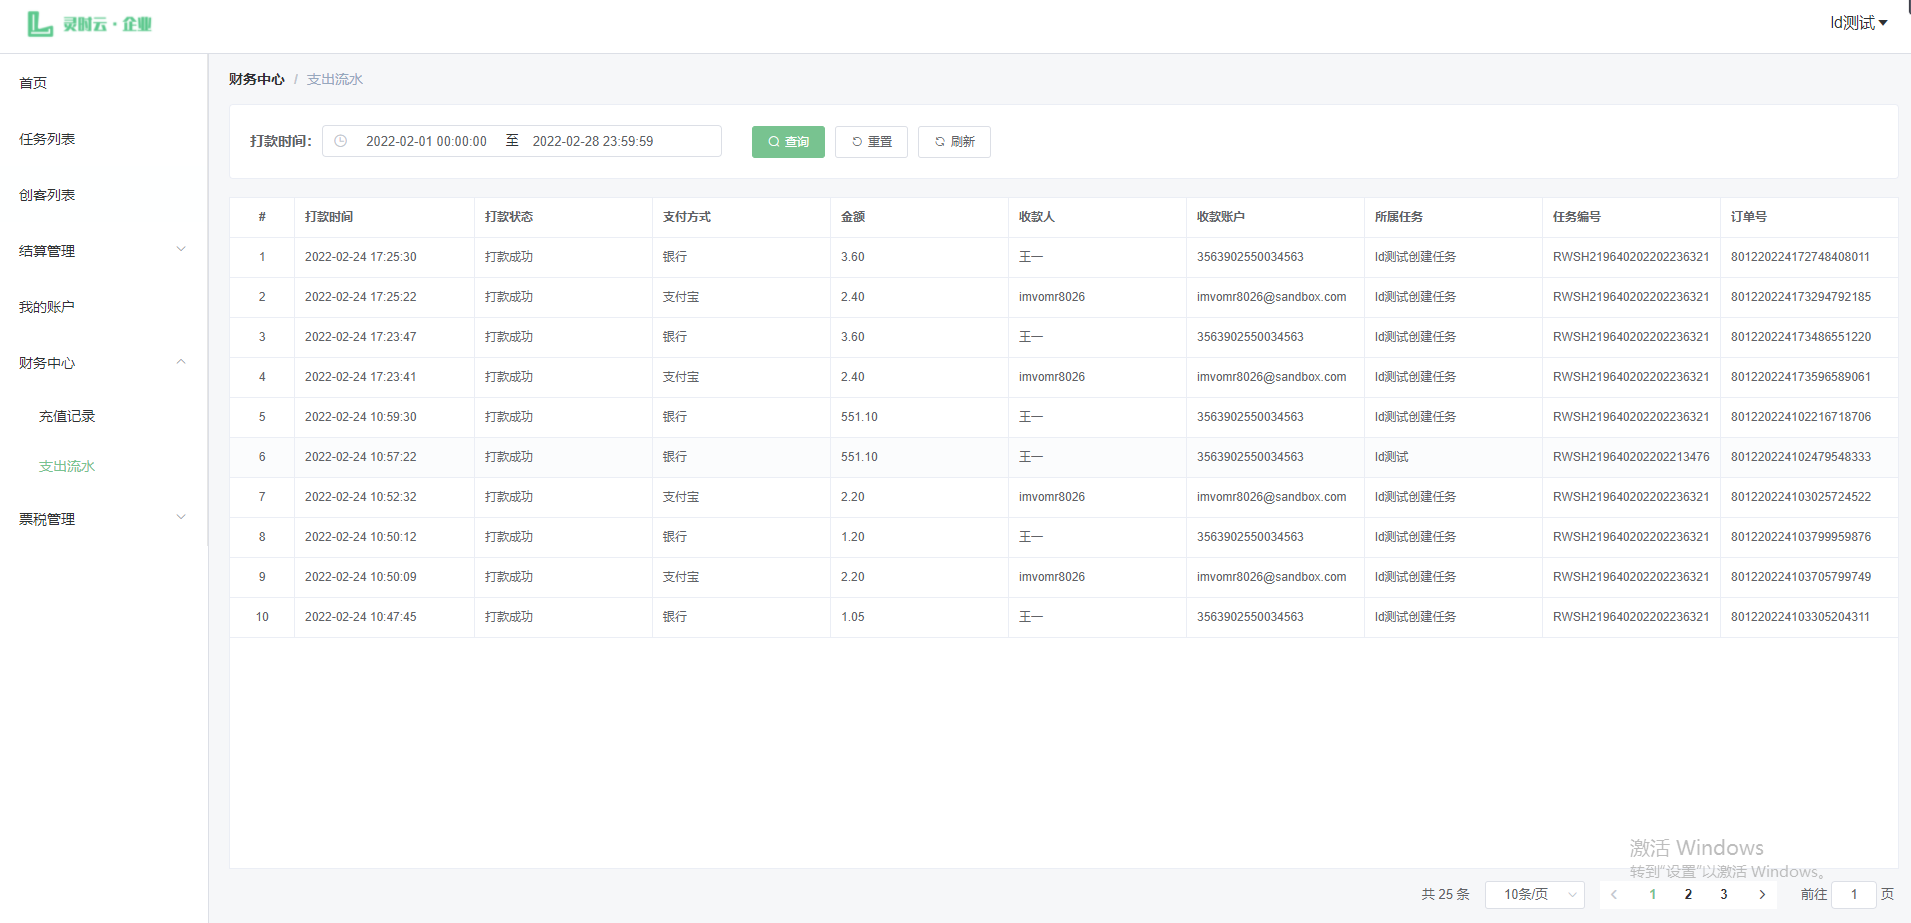 灵时云·企业
ld测试
首页
任务列表
创客列表
结算管理
我的账户
财务中心
充值记录
支出流水
票税管理
财务中心 / 支出流水
打款时间: 2022-02-01 00:00:00 至 2022-02-28 23:59:59 查询 重置 刷新
# 打款时间 打款状态 支付方式 金额 收款人 收款账户 所属任务 任务编号 订单号
1 2022-02-24 17:25:30 打款成功 银行 3.60 王一 3563902550034563 ld测试创建任务 RWSH219640202202236321 801220224172748408011
2 2022-02-24 17:25:22 打款成功 支付宝 2.40 imvomr8026 imvomr8026@sandbox.com ld测试创建任务 RWSH219640202202236321 801220224173294792185
3 2022-02-24 17:23:47 打款成功 银行 3.60 王一 3563902550034563 ld测试创建任务 RWSH219640202202236321 801220224173486551220
4 2022-02-24 17:23:41 打款成功 支付宝 2.40 imvomr8026 imvomr8026@sandbox.com ld测试创建任务 RWSH219640202202236321 801220224173596589061
5 2022-02-24 10:59:30 打款成功 银行 551.10 王一 3563902550034563 ld测试创建任务 RWSH219640202202236321 801220224102216718706
6 2022-02-24 10:57:22 打款成功 银行 551.10 王一 3563902550034563 ld测试 RWSH219640202202213476 801220224102479548333
7 2022-02-24 10:52:32 打款成功 支付宝 2.20 imvomr8026 imvomr8026@sandbox.com ld测试创建任务 RWSH219640202202236321 801220224103025724522
8 2022-02-24 10:50:12 打款成功 银行 1.20 王一 3563902550034563 ld测试创建任务 RWSH219640202202236321 801220224103799959876
9 2022-02-24 10:50:09 打款成功 支付宝 2.20 imvomr8026 imvomr8026@sandbox.com ld测试创建任务 RWSH219640202202236321 801220224103705799749
10 2022-02-24 10:47:45 打款成功 银行 1.05 王一 3563902550034563 ld测试创建任务 RWSH219640202202236321 801220224103305204311
激活 Windows
转到"设置"以激活 Windows。
共 25 条 10条/页 1 2 3 前往 1 页